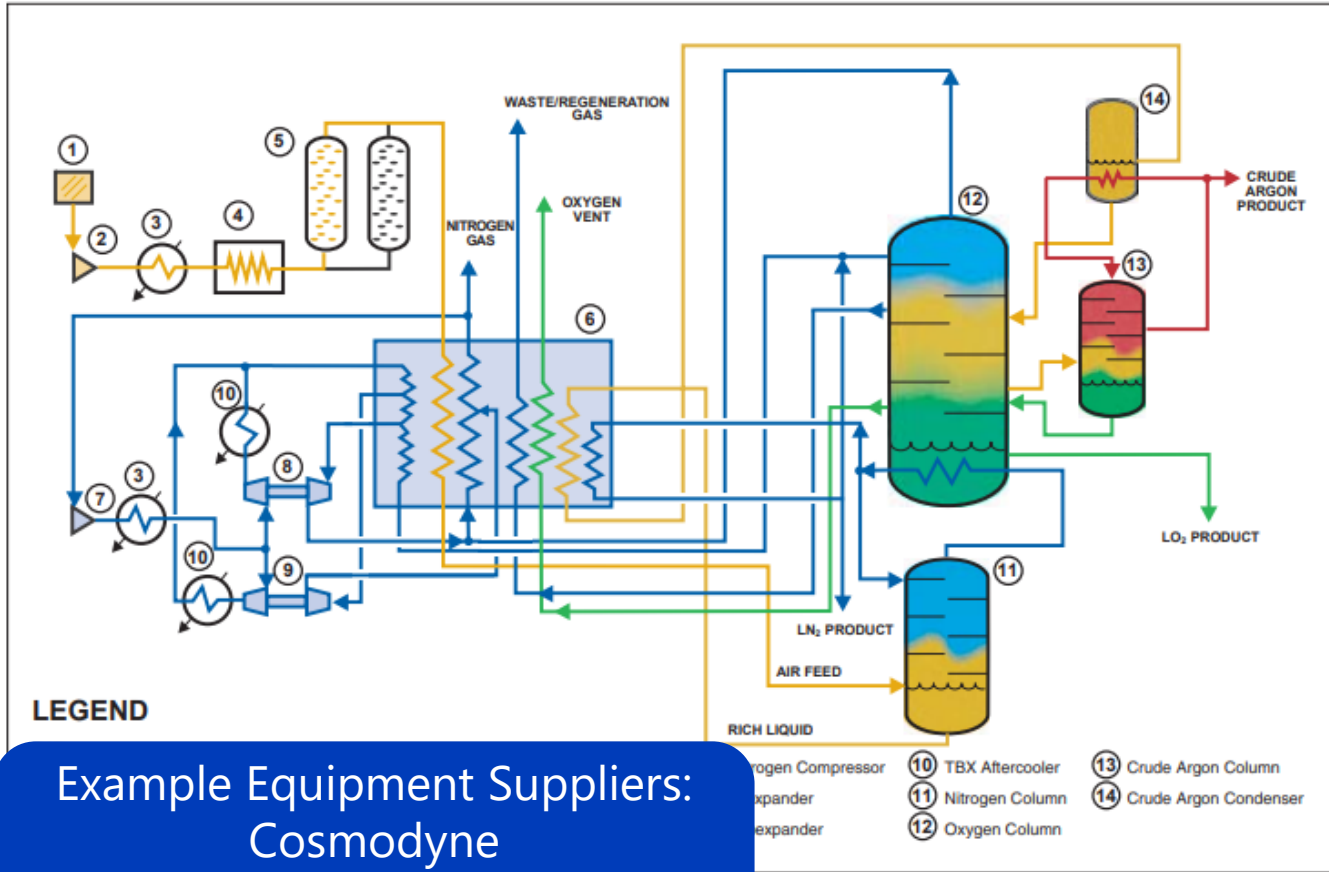 WASTE/REGENERATION
GAS
14
5
1
CRUDE
ARGON
PRODUCT
OXYGEN
VENT
12
3
4
NITROGEN
GAS
2
13
6
10
8
3
7
LO₂ PRODUCT
10
9
11
LN₂ PRODUCT
AIR FEED
LEGEND
RICH LIQUID
rogen Compressor
10 TBX Aftercooler
13 Crude Argon Column
expander
11 Nitrogen Column
14 Crude Argon Condenser
expander
12 Oxygen Column
Example Equipment Suppliers:
Cosmodyne